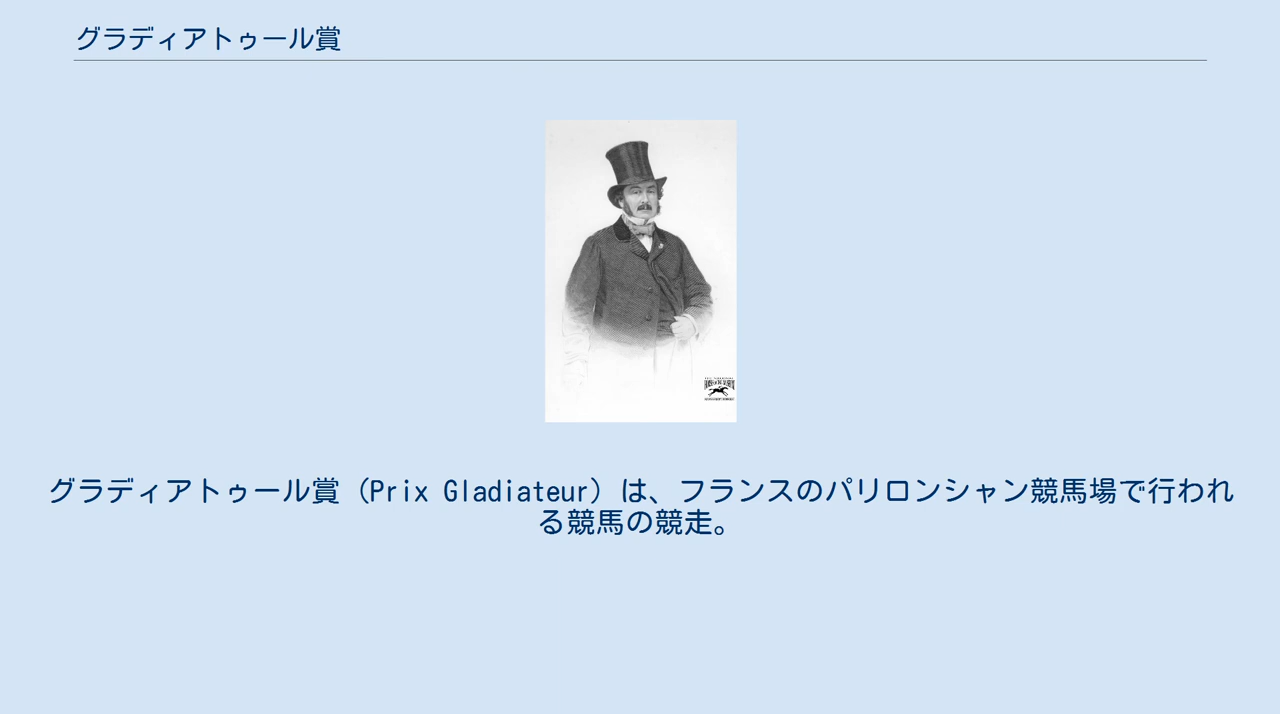 グラディアトゥール賞
グラディアトゥール賞（Prix Gladiateur）は、フランスのパリロンシャン競馬場で行われ
る競馬の競走。